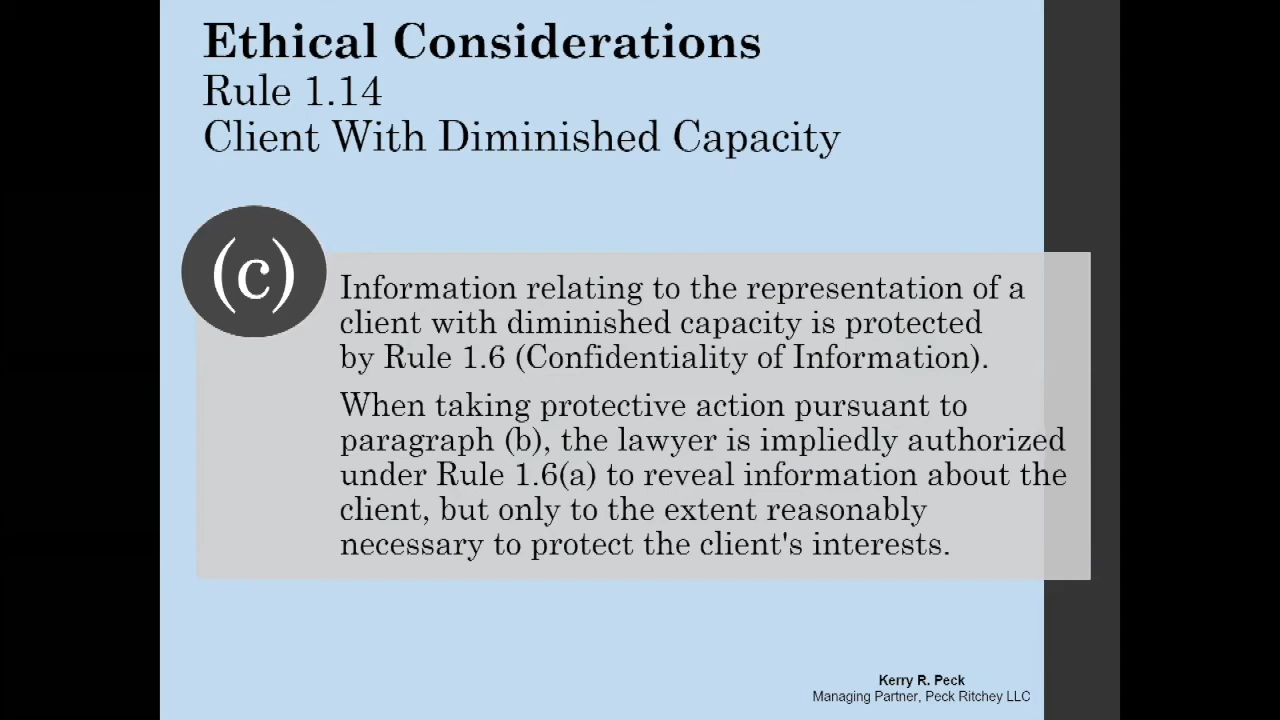 Ethical Considerations
Rule 1.14
Client With Diminished Capacity
(c)
Information relating to the representation of a
client with diminished capacity is protected
by Rule 1.6 (Confidentiality of Information).
When taking protective action pursuant to
paragraph (b), the lawyer is impliedly authorized
under Rule 1.6(a) to reveal information about the
client, but only to the extent reasonably
necessary to protect the client's interests.
Kerry R. Peck
Managing Partner, Peck Ritchey LLC